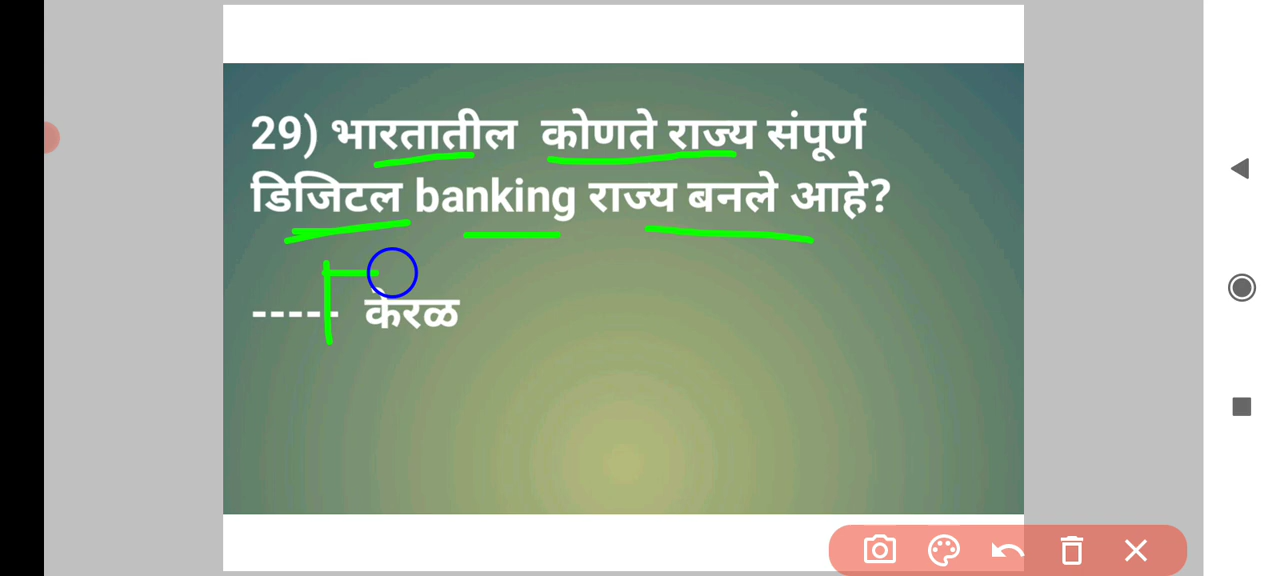 29) भारतातील कोणते राज्य संपूर्ण
डिजिटल banking राज्य बनले आहे?
----- केरळ